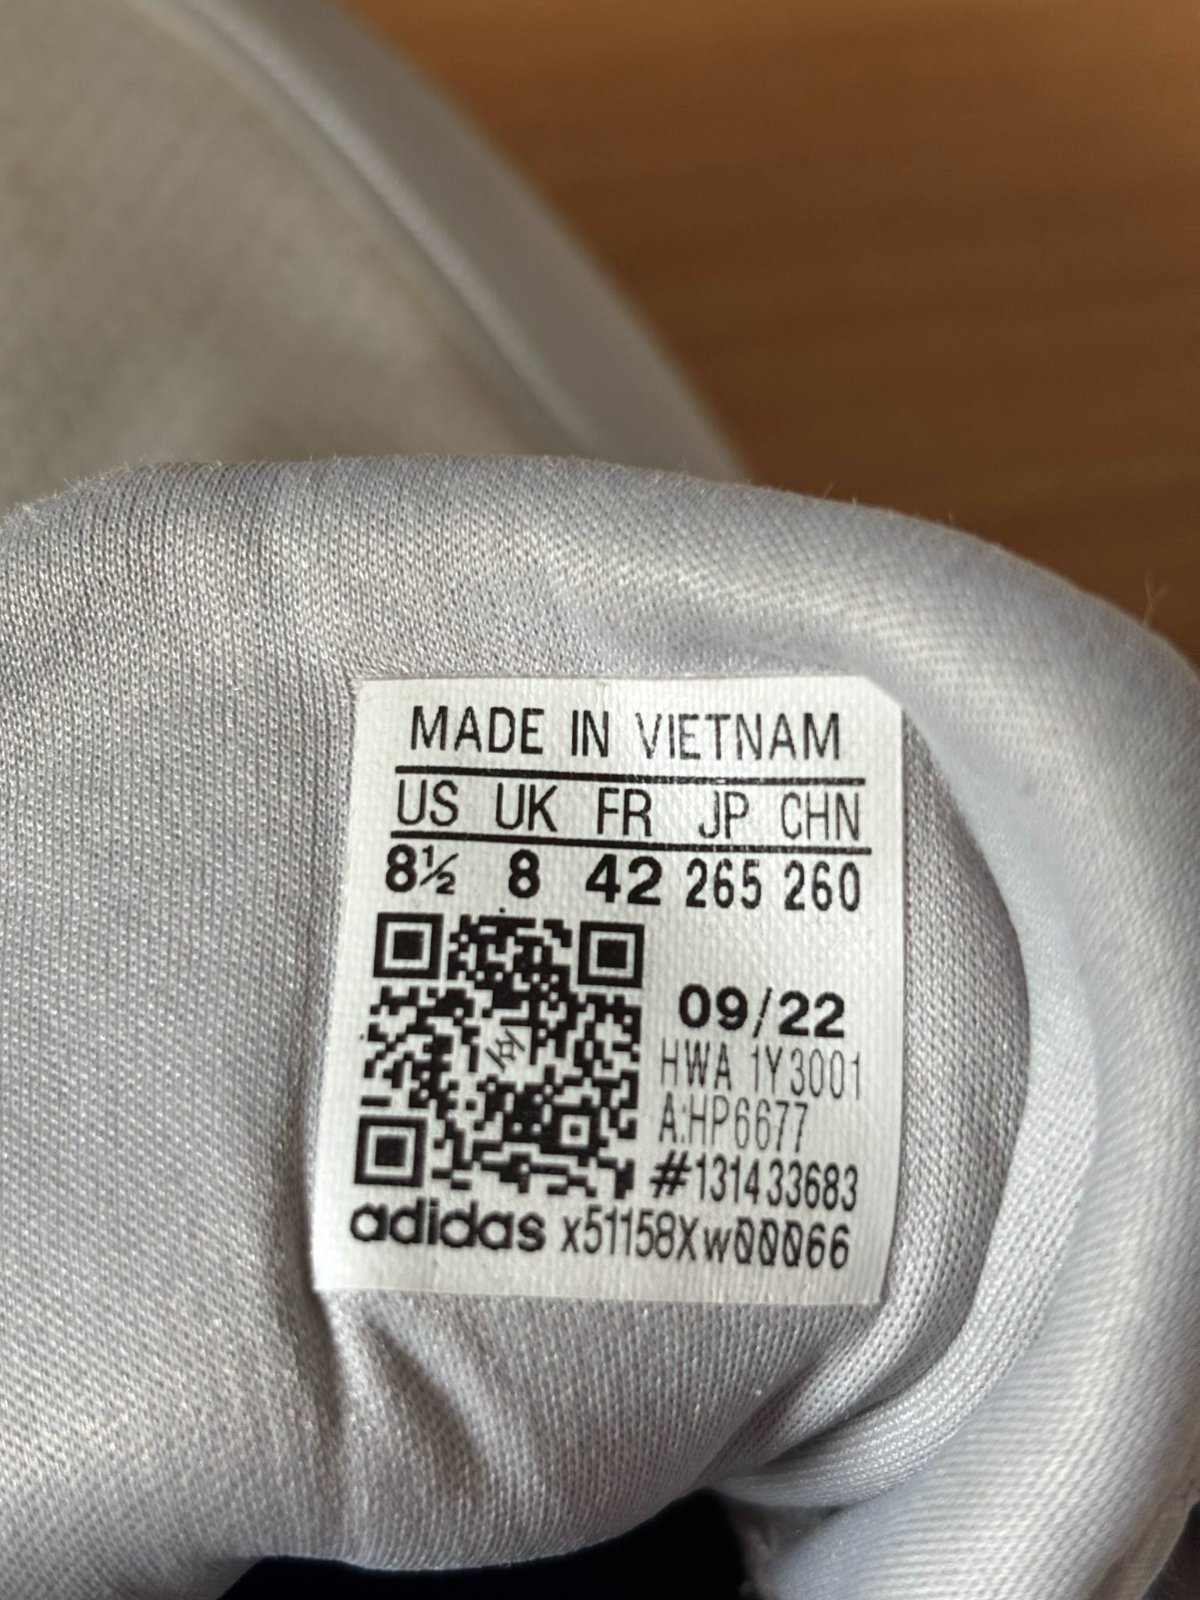 MADE IN VIETNAM
US UK FR JP CHN
8½ 8 42 265 260
09/22
HWA 1Y3001
A:HP6677
#131433683
adidas x51158Xw00066